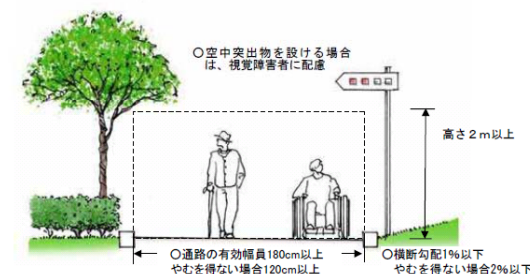 〇空中突出物を設ける場合
は、視覚障害者に配慮
高さ２ｍ以上
〇通路の有効幅員180cm以上
やむを得ない場合120cm以上
〇横断勾配1%以下
やむを得ない場合2%以下